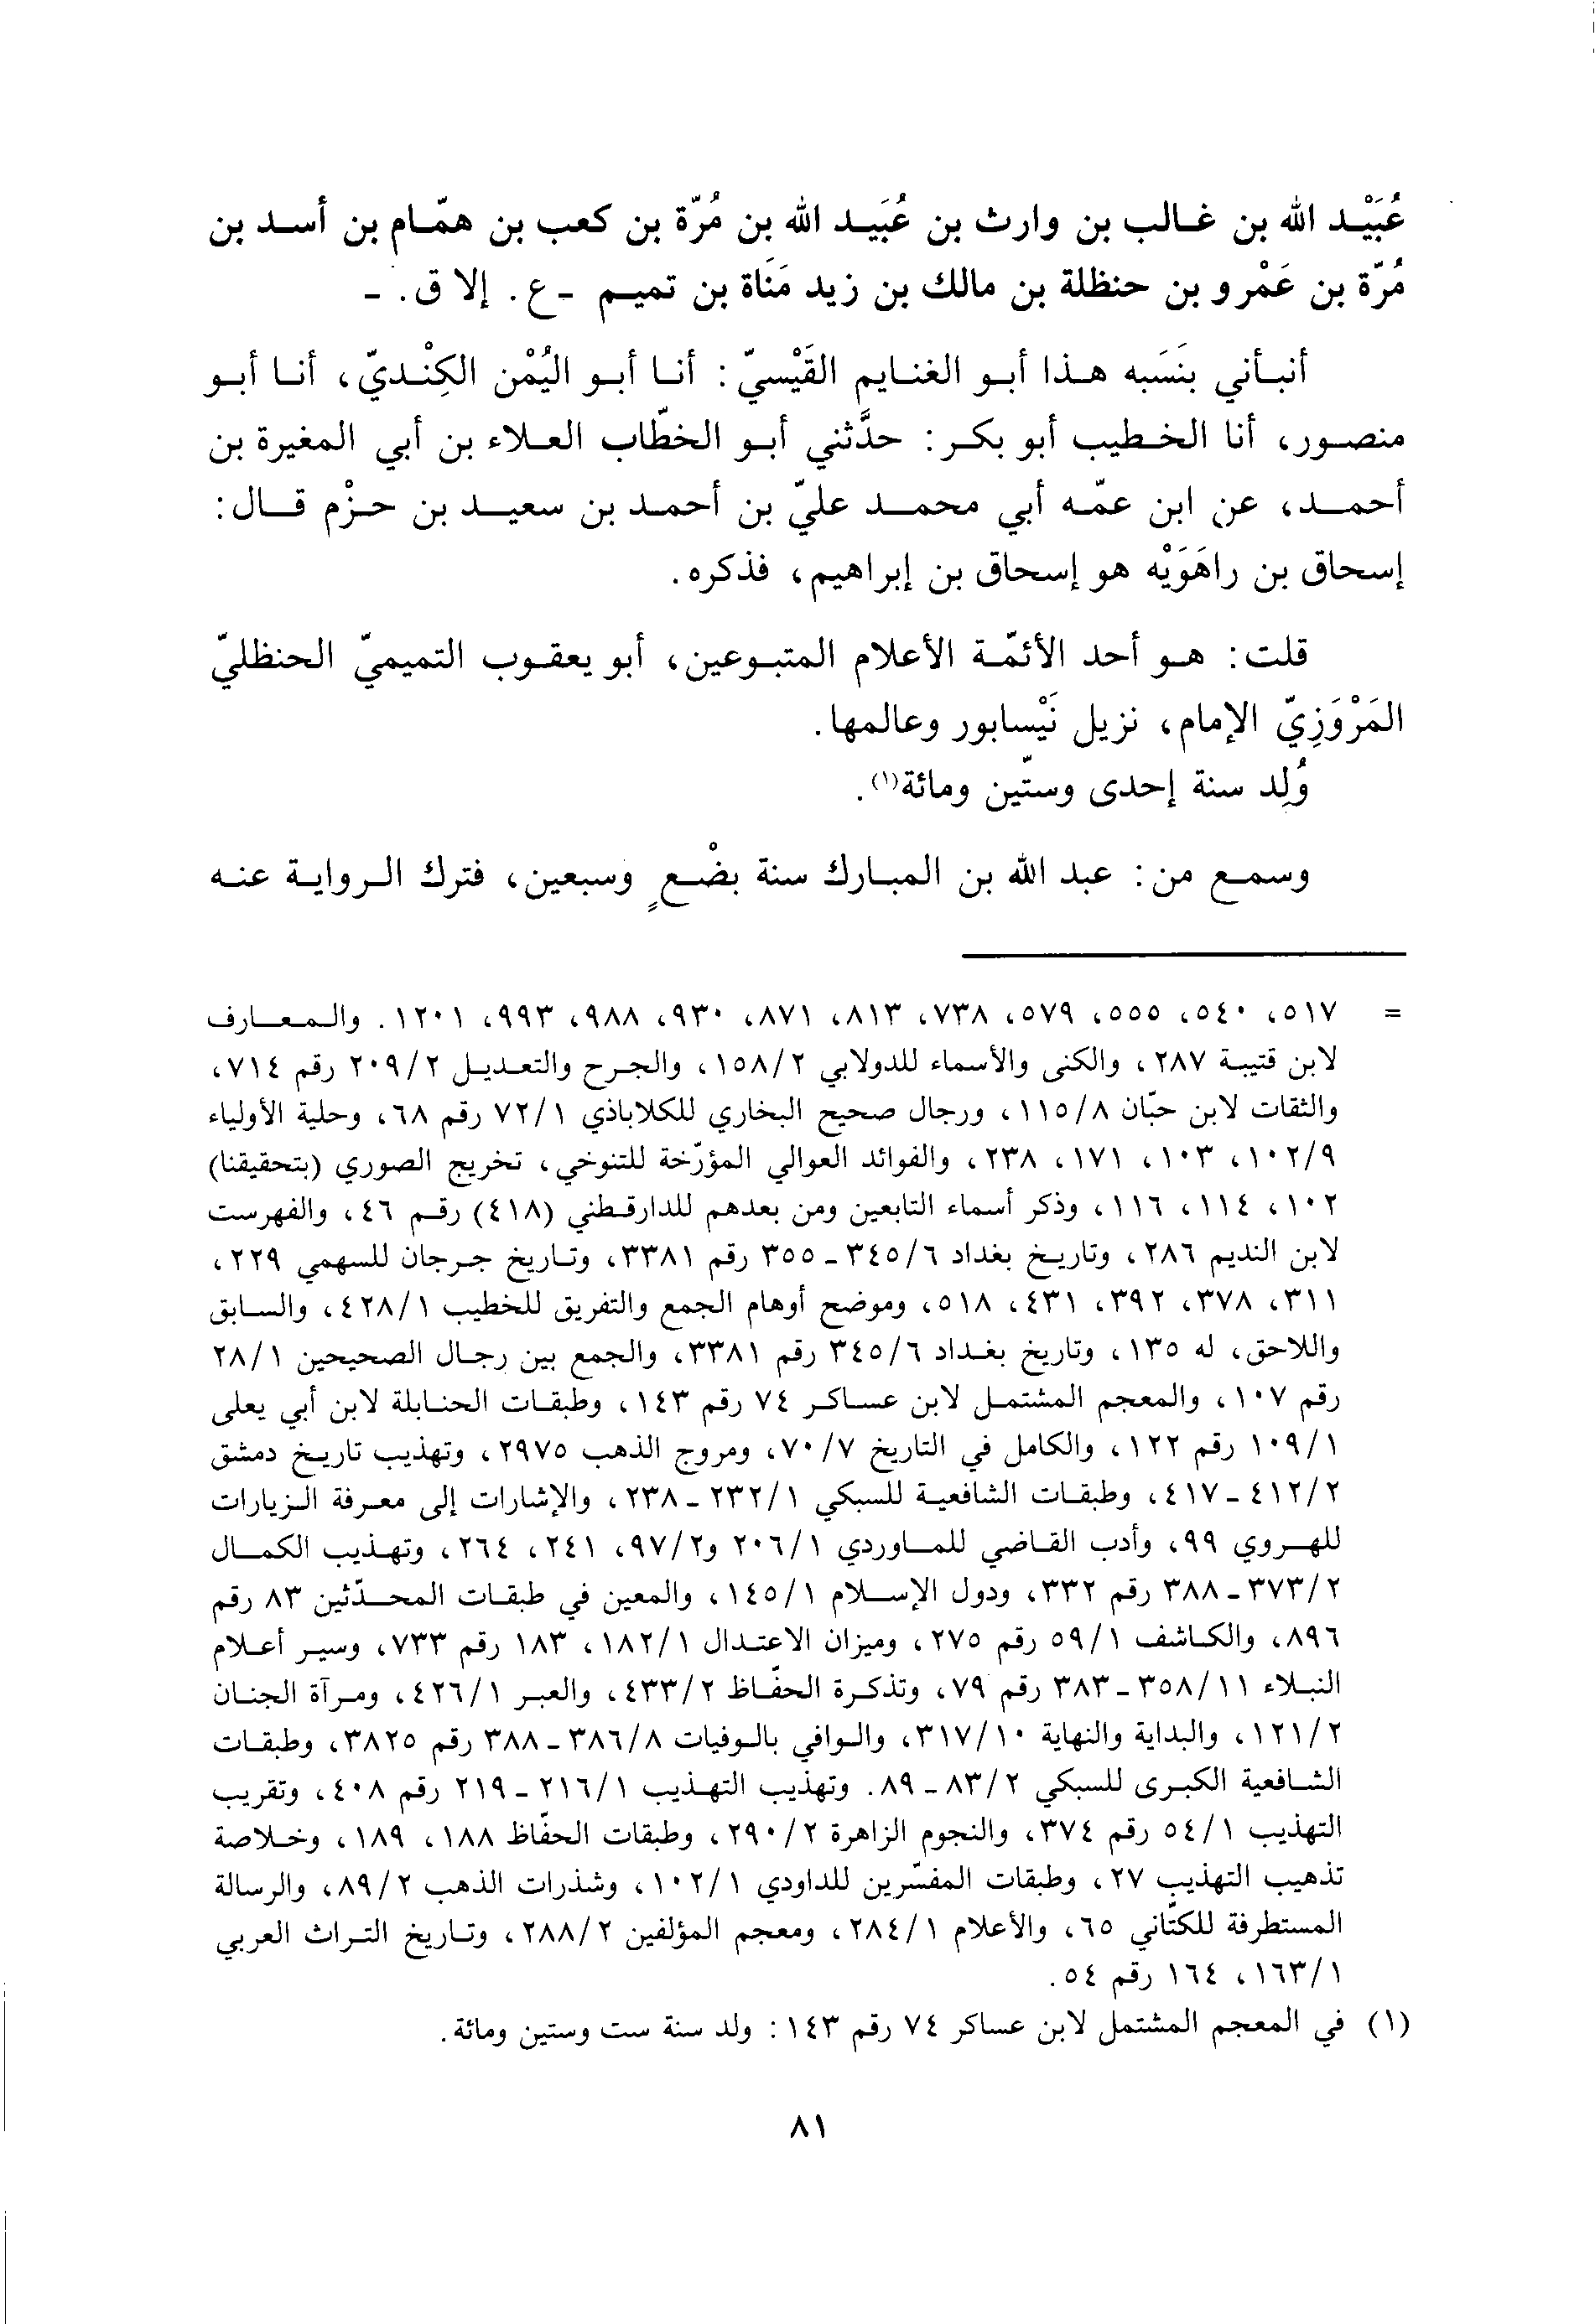 عُبَيْد الله بن غالب بن وارث بن عُبَيد الله بن مُرّة بن كعب بن همّام بن أسد بن
مُرّة بن عَمْرو بن حنظلة بن مالك بن زيد مَنَاة بن تميم - ع. إلا ق. -
أنبأني بنَسَبه هذا أبو الغنايم القَيْسيّ: أنا أبو اليُمْن الكِنْديّ، أنا أبو
منصور، أنا الخطيب أبو بكر: حدَّثني أبو الخطّاب العلاء بن أبي المغيرة بن
أحمد، عن ابن عمّه أبي محمد عليّ بن أحمد بن سعيد بن حزْم قال:
إسحاق بن راهَوَيْه هو إسحاق بن إبراهيم، فذكره.
قلت: هو أحد الأئمّة الأعلام المتبوعين، أبو يعقوب التميميّ الحنظليّ
المَرْوَزِيّ الإمام، نزيل نَيْسابور وعالمها.
وُلِد سنة إحدى وستّين ومائة(١).
وسمع من: عبد الله بن المبارك سنة بضْعٍ وسبعين، فترك الرواية عنه
= ٥١٧، ٥٤٠، ٥٥٥، ٥٧٩، ٧٣٨، ٨١٣، ٨٧١، ٩٣٠، ٩٨٨، ٩٩٣، ١٢٠١. والمعارف
لابن قتيبة ٢٨٧، والكنى والأسماء للدولابي ١٥٨/٢، والجرح والتعديل ٢٠٩/٢ رقم ٧١٤،
والثقات لابن حبّان ١١٥/٨، ورجال صحيح البخاري للكلاباذي ٧٢/١ رقم ٦٨، وحلية الأولياء
١٠٢/٩، ١٠٣، ١٧١، ٢٣٨، والفوائد العوالي المؤرّخة للتنوخي، تخريج الصوري (بتحقيقنا)
١٠٢، ١١٤، ١١٦، وذكر أسماء التابعين ومن بعدهم للدارقطني (٤١٨) رقم ٤٦، والفهرست
لابن النديم ٢٨٦، وتاريخ بغداد ٣٤٥/٦ - ٣٥٥ رقم ٣٣٨١، وتاريخ جرجان للسهمي ٢٢٩،
٣١١، ٣٧٨، ٣٩٢، ٤٣١، ٥١٨، وموضح أوهام الجمع والتفريق للخطيب ٤٢٨/١، والسابق
واللاحق، له ١٣٥، وتاريخ بغداد ٣٤٥/٦ رقم ٣٣٨١، والجمع بين رجال الصحيحين ٢٨/١
رقم ١٠٧، والمعجم المشتمل لابن عساكر ٧٤ رقم ١٤٣، وطبقات الحنابلة لابن أبي يعلى
١٠٩/١ رقم ١٢٢، والكامل في التاريخ ٧٠/٧، ومروج الذهب ٢٩٧٥، وتهذيب تاريخ دمشق
٤١٢/٢ - ٤١٧، وطبقات الشافعية للسبكي ٢٣٢/١ - ٢٣٨، والإشارات إلى معرفة الزيارات
للهروي ٩٩، وأدب القاضي للماوردي ٢٠٦/١ و٩٧/٢، ٢٤١، ٢٦٤، وتهذيب الكمال
٣٧٣/٢ - ٣٨٨ رقم ٣٣٢، ودول الإسلام ١٤٥/١، والمعين في طبقات المحدّثين ٨٣ رقم
٨٩٦، والكاشف ٥٩/١ رقم ٢٧٥، وميزان الاعتدال ١٨٢/١، ١٨٣ رقم ٧٣٣، وسير أعلام
النبلاء ٣٥٨/١١ - ٣٨٣ رقم ٧٩، وتذكرة الحفّاظ ٤٣٣/٢، والعبر ٤٢٦/١، ومرآة الجنان
١٢١/٢، والبداية والنهاية ٣١٧/١٠، والوافي بالوفيات ٣٨٦/٨ - ٣٨٨ رقم ٣٨٢٥، وطبقات
الشافعية الكبرى للسبكي ٨٣/٢ - ٨٩. وتهذيب التهذيب ٢١٦/١ - ٢١٩ رقم ٤٠٨، وتقريب
التهذيب ٥٤/١ رقم ٣٧٤، والنجوم الزاهرة ٢٩٠/٢، وطبقات الحفّاظ ١٨٨، ١٨٩، وخلاصة
تذهيب التهذيب ٢٧، وطبقات المفسّرين للداودي ١٠٢/١، وشذرات الذهب ٨٩/٢، والرسالة
المستطرفة للكتّاني ٦٥، والأعلام ٢٨٤/١، ومعجم المؤلفين ٢٨٨/٢، وتاريخ التراث العربي
١٦٣/١، ١٦٤ رقم ٥٤.
(١) في المعجم المشتمل لابن عساكر ٧٤ رقم ١٤٣: ولد سنة ست وستين ومائة.
٨١